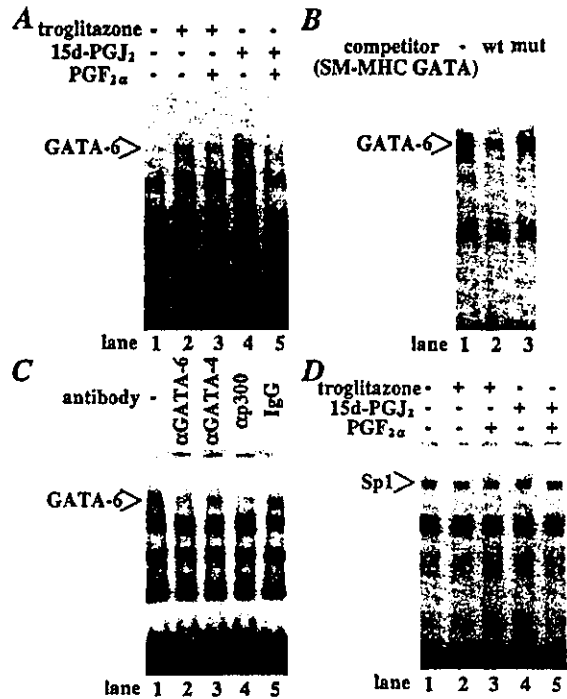 A
troglitazone - + + - -
15d-PGJ₂ - - - + +
PGF₂α - - + - +
GATA-6
lane 1 2 3 4 5
B
competitor - wt mut
(SM-MHC GATA)
GATA-6
lane 1 2 3
C
antibody - αGATA-6 αGATA-4 αp300 IgG
GATA-6
lane 1 2 3 4 5
D
troglitazone - + + - -
15d-PGJ₂ - - - + +
PGF₂α - - + - +
Sp1
lane 1 2 3 4 5